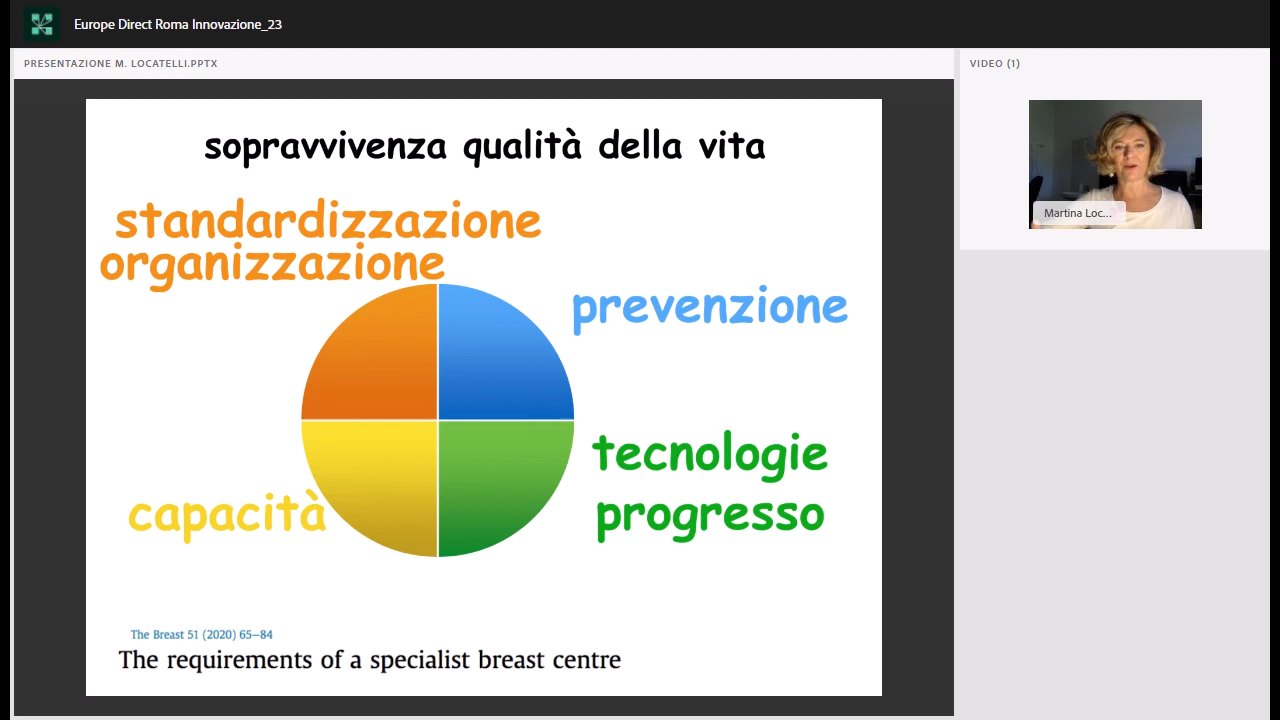 Europe Direct Roma Innovazione_23
PRESENTAZIONE M. LOCATELLI.PPTX
VIDEO (1)
sopravvivenza qualità della vita
standardizzazione
organizzazione
prevenzione
tecnologie
progresso
capacità
Martina Loc...
The Breast 51 (2020) 65–84
The requirements of a specialist breast centre